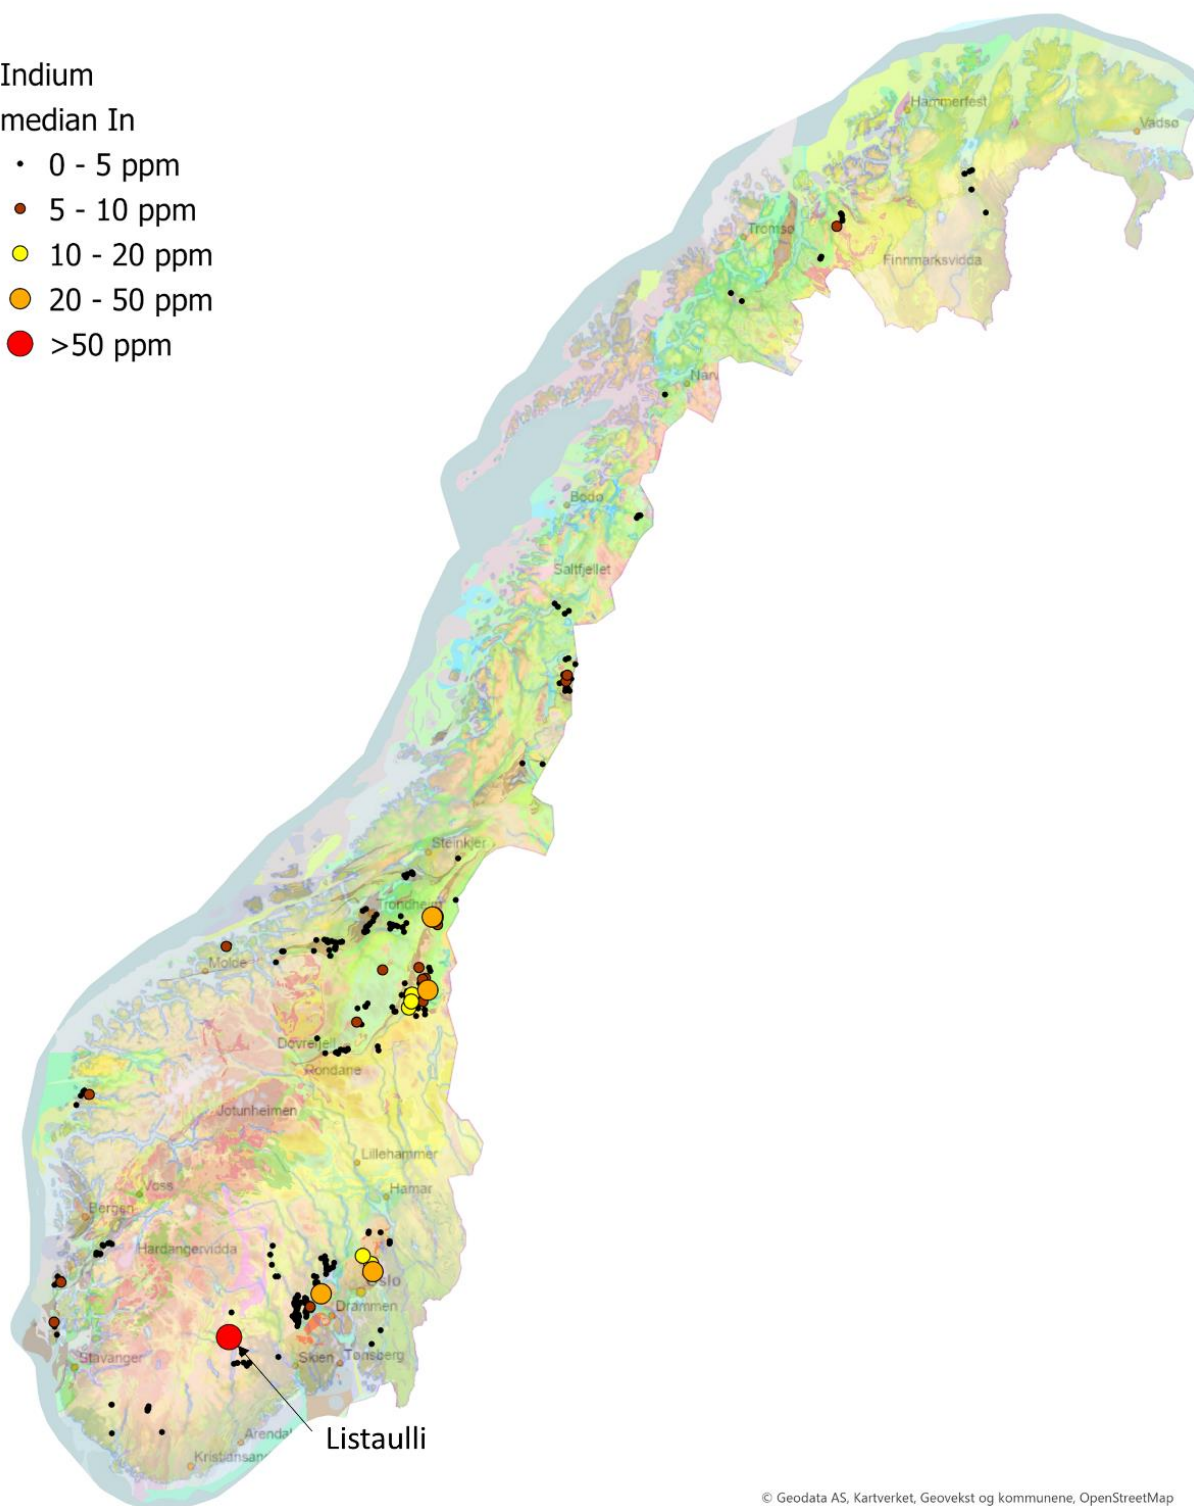 Indium
median In
0 - 5 ppm
5 - 10 ppm
10 - 20 ppm
20 - 50 ppm
>50 ppm
Hammerfest
Vadsø
Tromsø
Finnmarksvidda
Narv
Bodø
Saltfjellet
Steinkjer
Trondheim
Molde
Dovrefjell
Rondane
Jotunheimen
Lillehammer
Voss
Hamar
Bergen
Hardangervidda
Oslo
Drammen
Stavanger
Skien
Tønsberg
Listaulli
Arendal
Kristiansan
© Geodata AS, Kartverket, Geovekst og kommunene, OpenStreetMap